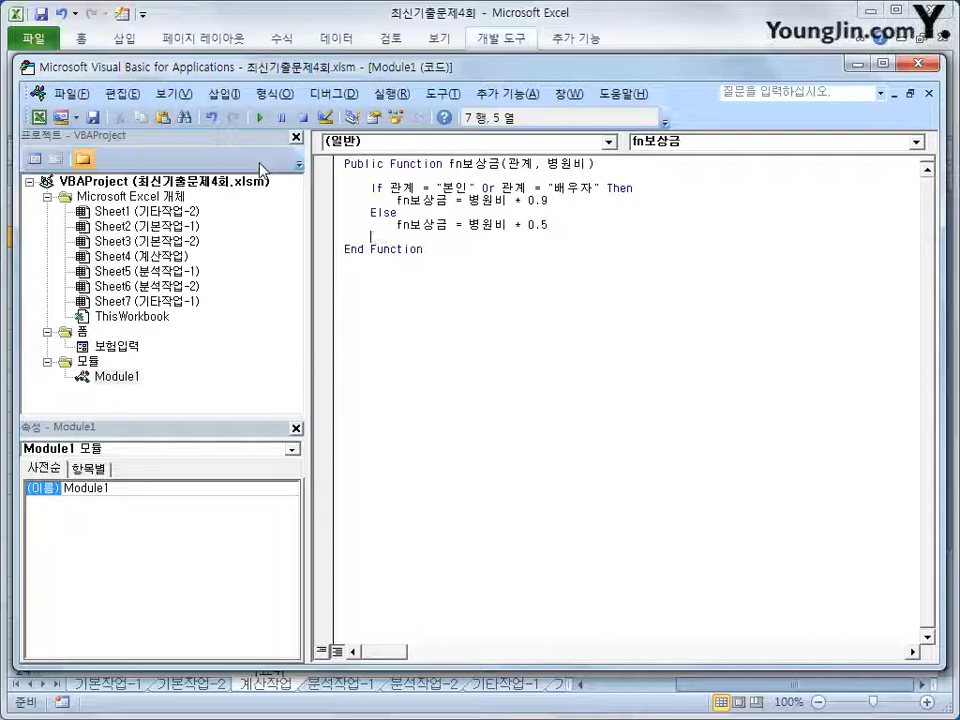 최신기출문제4회 - Microsoft Excel
YoungJin.com Y.
파일 홈 삽입 페이지 레이아웃 수식 데이터 검토 보기 개발 도구 추가 기능
Microsoft Visual Basic for Applications - 최신기출문제4회.xlsm - [Module1 (코드)]
파일(F) 편집(E) 보기(V) 삽입(I) 형식(O) 디버그(D) 실행(R) 도구(T) 추가 기능(A) 창(W) 도움말(H) 질문을 입력하십시오.
7 행, 5 열
프로젝트 - VBAProject
(일반) fn보상금
VBAProject (최신기출문제4회.xlsm)
Microsoft Excel 개체
Sheet1 (기타작업-2)
Sheet2 (기본작업-1)
Sheet3 (기본작업-2)
Sheet4 (계산작업)
Sheet5 (분석작업-1)
Sheet6 (분석작업-2)
Sheet7 (기타작업-1)
ThisWorkbook
폼
보험입력
모듈
Module1
Public Function fn보상금(관계, 병원비)
If 관계 = "본인" Or 관계 = "배우자" Then
fn보상금 = 병원비 * 0.9
Else
fn보상금 = 병원비 * 0.5
End Function
속성 - Module1
Module1 모듈
사전순 항목별
(이름) Module1
기본작업-1 기본작업-2 계산작업 분석작업-1 분석작업-2 기타작업-1
준비 100%